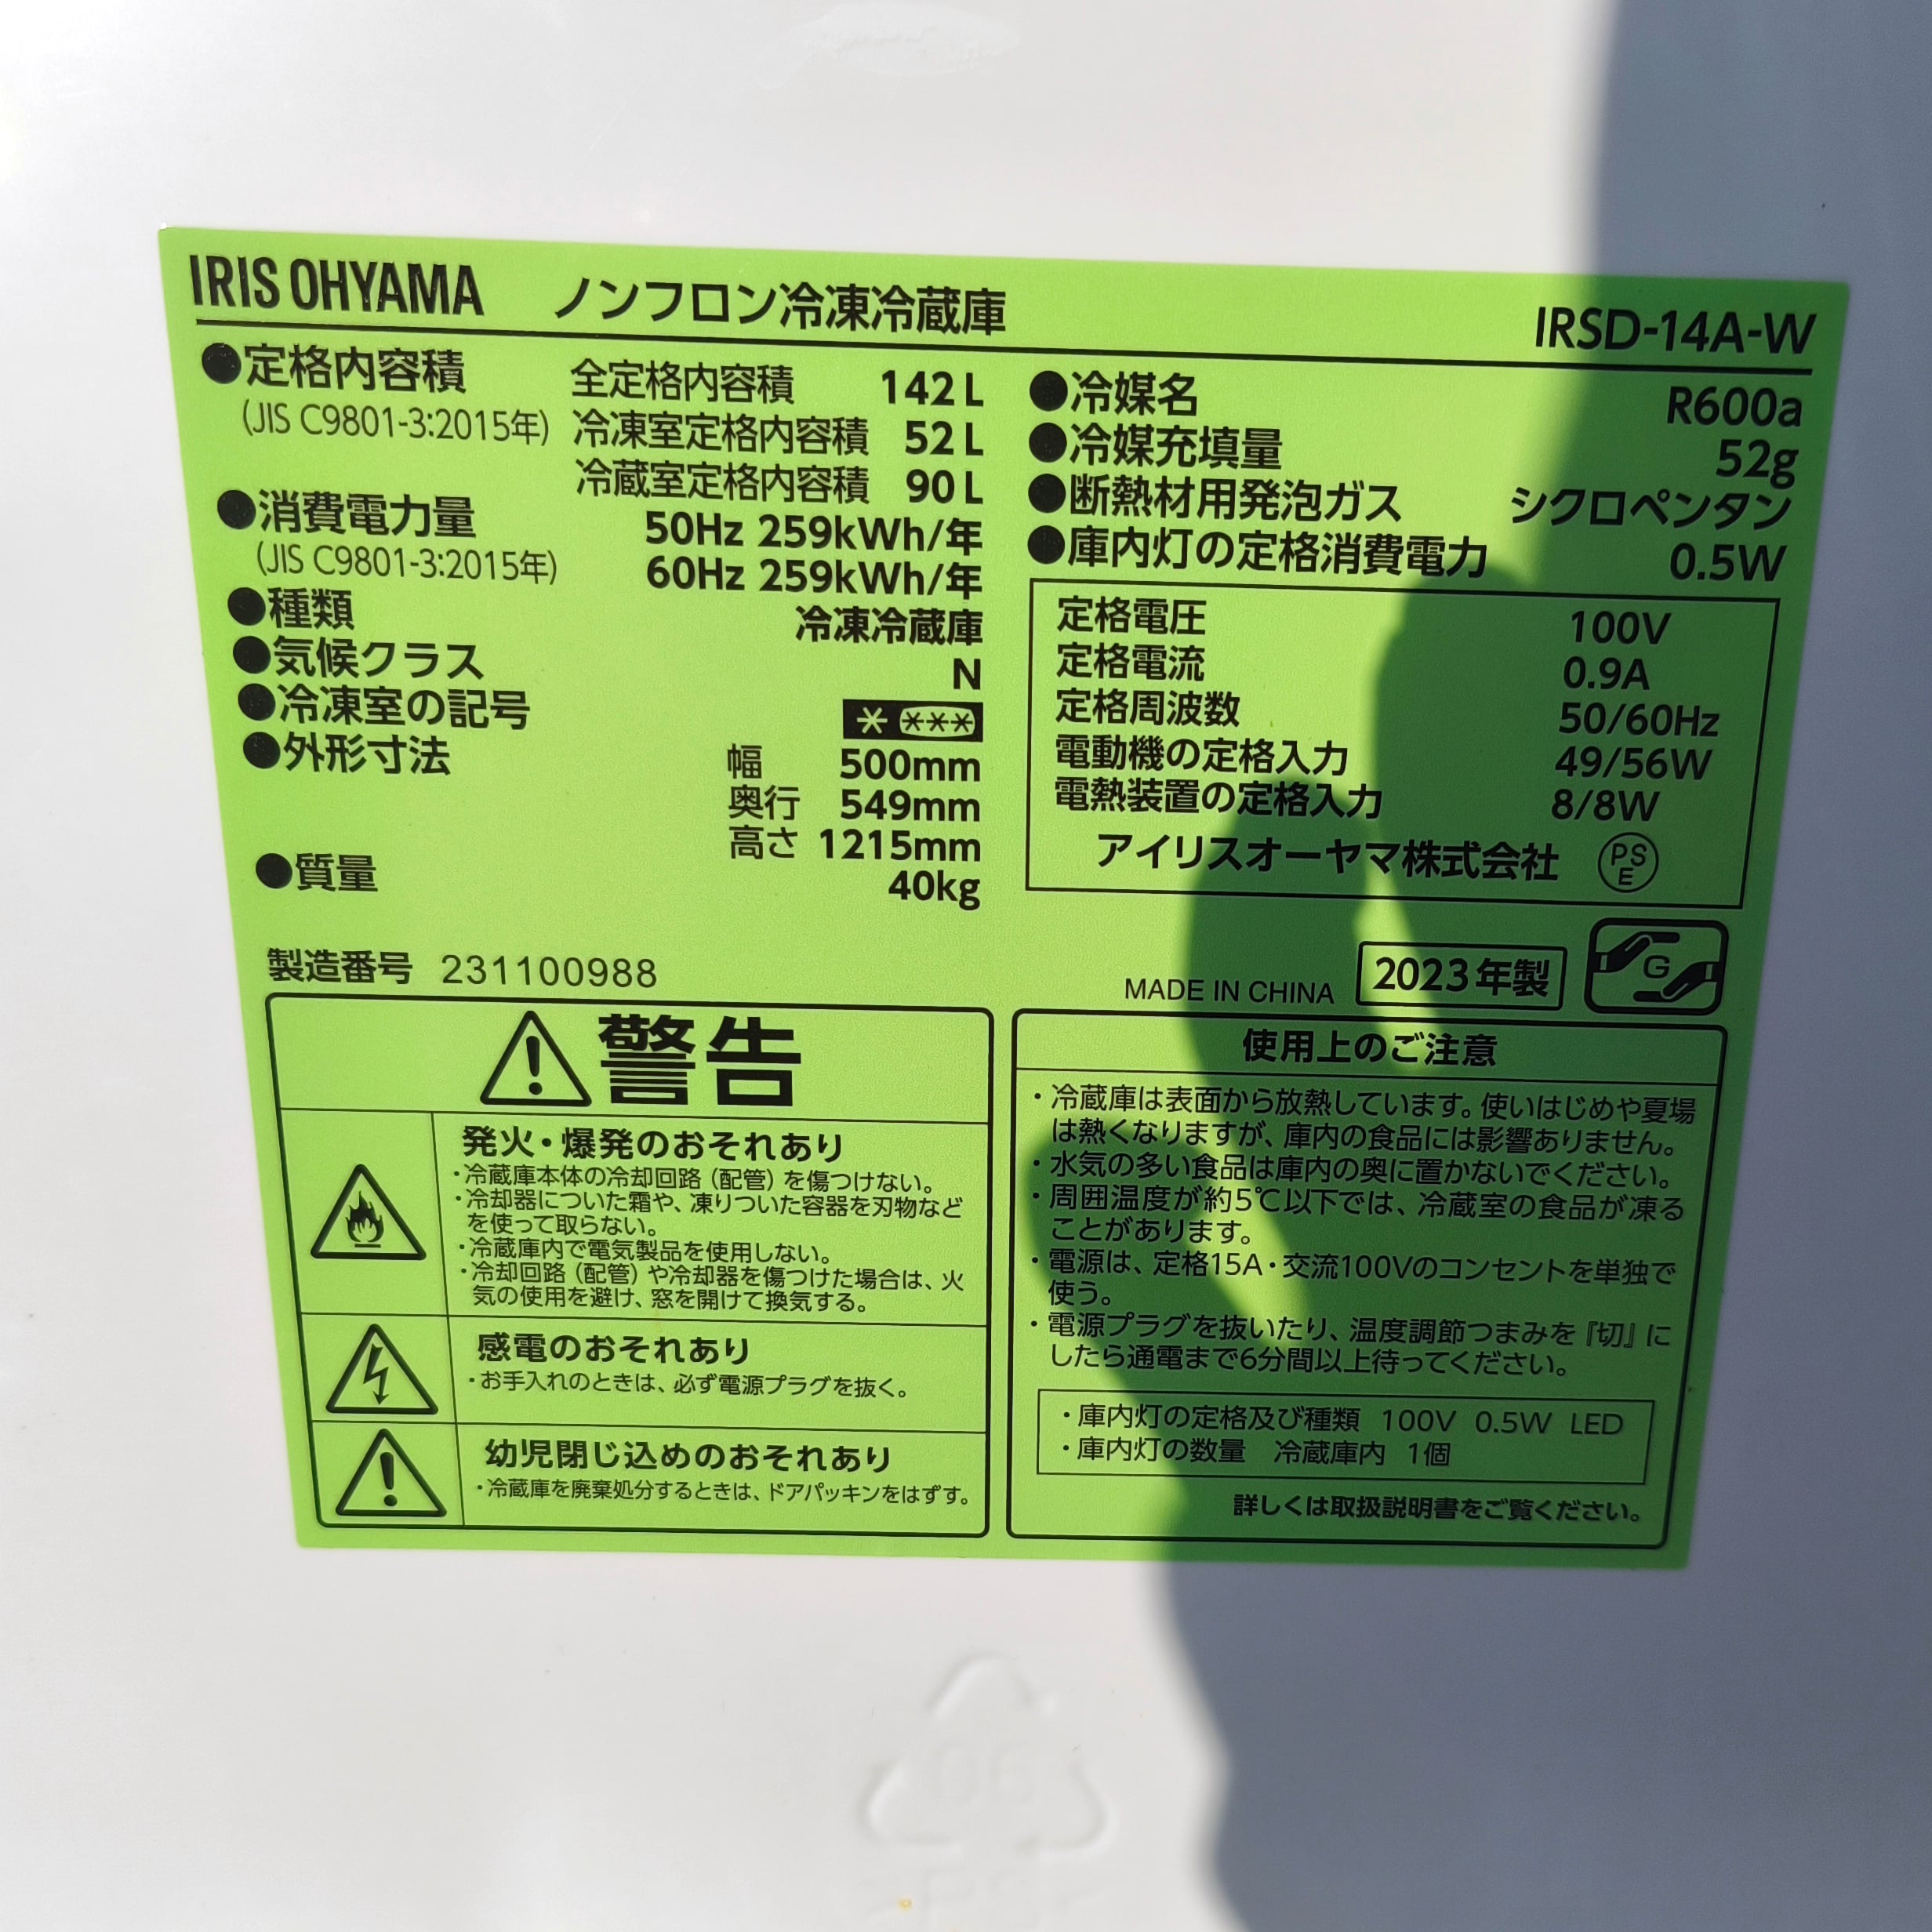 IRIS OHYAMA ノンフロン冷凍冷蔵庫 IRSD-14A-W
●定格内容積 全定格内容積 142L
(JIS C9801-3:2015年) 冷凍室定格内容積 52L
冷蔵室定格内容積 90L
●消費電力量 50Hz 259kWh/年
(JIS C9801-3:2015年) 60Hz 259kWh/年
●種類 冷凍冷蔵庫
●気候クラス N
●冷凍室の記号 * ***
●外形寸法 幅 500mm
奥行 549mm
高さ 1215mm
●質量 40kg
製造番号 231100988
●冷媒名 R600a
●冷媒充填量 52g
●断熱材用発泡ガス シクロペンタン
●庫内灯の定格消費電力 0.5W
定格電圧 100V
定格電流 0.9A
定格周波数 50/60Hz
電動機の定格入力 49/56W
電熱装置の定格入力 8/8W
アイリスオーヤマ株式会社 PSE
MADE IN CHINA 2023年製 G
警告
発火・爆発のおそれあり
・冷蔵庫本体の冷却回路(配管)を傷つけない。
・冷却器についた霜や、凍りついた容器を刃物など
を使って取らない。
・冷蔵庫内で電気製品を使用しない。
・冷却回路(配管)や冷却器を傷つけた場合は、火
気の使用を避け、窓を開けて換気する。
感電のおそれあり
・お手入れのときは、必ず電源プラグを抜く。
幼児閉じ込めのおそれあり
・冷蔵庫を廃棄処分するときは、ドアパッキンをはずす。
使用上のご注意
・冷蔵庫は表面から放熱しています。使いはじめや夏場
は熱くなりますが、庫内の食品には影響ありません。
・水気の多い食品は庫内の奥に置かないでください。
・周囲温度が約5℃以下では、冷蔵室の食品が凍る
ことがあります。
・電源は、定格15A・交流100Vのコンセントを単独で
使う。
・電源プラグを抜いたり、温度調節つまみを『切』に
したら通電まで6分間以上待ってください。
・庫内灯の定格及び種類 100V 0.5W LED
・庫内灯の数量 冷蔵庫内 1個
詳しくは取扱説明書をご覧ください。